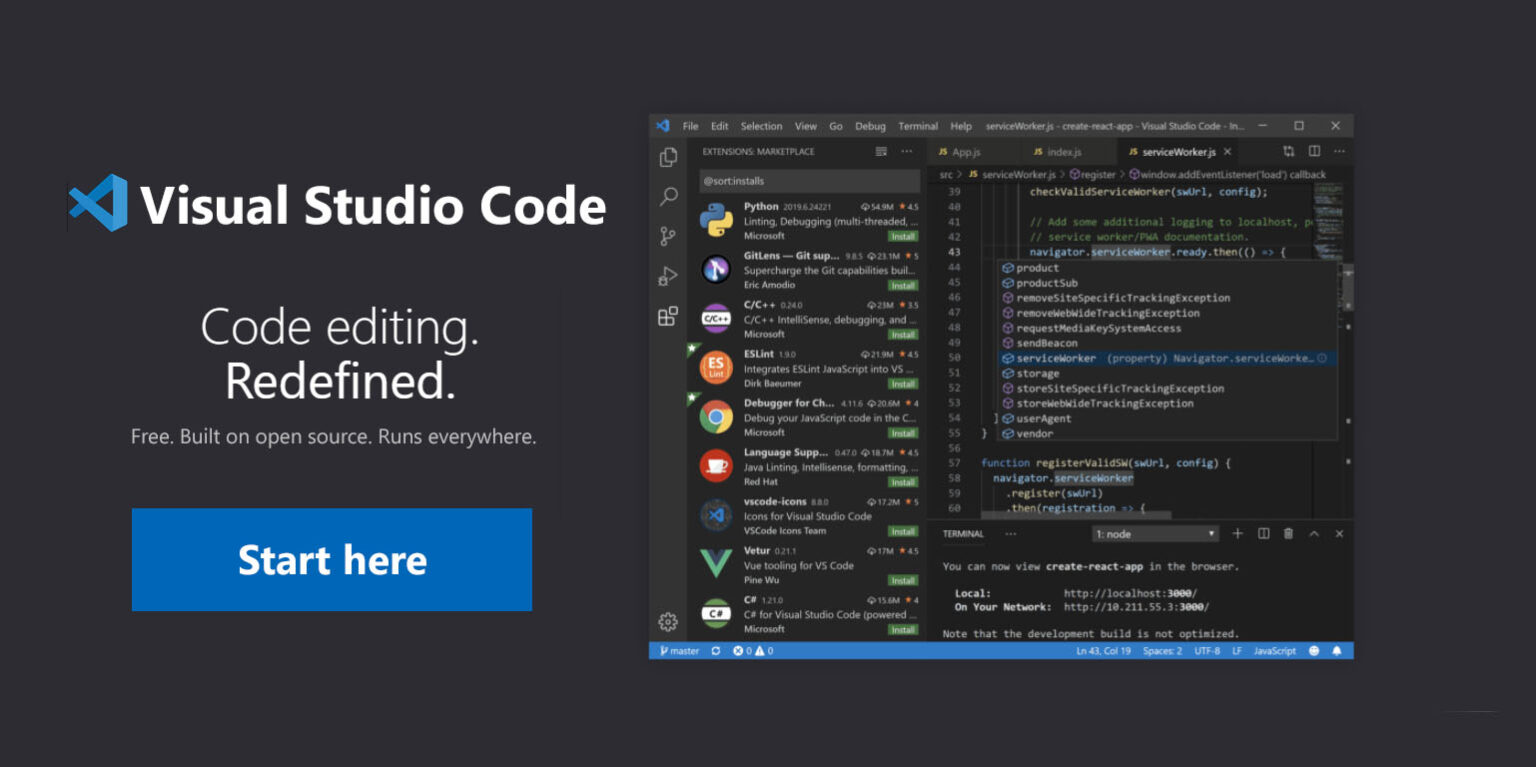 Visual Studio Code
Code editing.
Redefined.
Free. Built on open source. Runs everywhere.
Start here
File Edit Selection View Go Debug Terminal Help serviceWorker.js - create-react-app - Visual Studio Code - In...
EXTENSIONS: MARKETPLACE
@sort:installs
Python 2019.6.24221 54.9M 4.5
Linting, Debugging (multi-threaded, ...
Microsoft Install
GitLens — Git sup... 9.8.5 23.1M 5
Supercharge the Git capabilities buil...
Eric Amodio Install
C/C++
C/C++ 0.24.0 23M 3.5
C/C++ IntelliSense, debugging, and ...
Microsoft Install
ES
Lint
ESLint 1.9.0 21.9M 4.5
Integrates ESLint JavaScript into VS ...
Dirk Baeumer Install
Debugger for Ch... 4.11.6 20.6M 4
Debug your JavaScript code in the C...
Microsoft Install
Language Supp... 0.47.0 18.7M 4.5
Java Linting, Intellisense, formatting, ...
Red Hat Install
vscode-icons 8.8.0 17.2M 5
Icons for Visual Studio Code
VSCode Icons Team Install
Vetur 0.21.1 17M 4.5
Vue tooling for VS Code
Pine Wu Install
C#
C# 1.21.0 15.6M 4
C# for Visual Studio Code (powered ...
Microsoft Install
JS App.js JS index.js JS serviceWorker.js
src > JS serviceWorker.js > register > window.addEventListener('load') callback
39 checkValidServiceWorker(swUrl, config);
40
41 // Add some additional logging to localhost, p
42 // service worker/PWA documentation.
43 navigator.serviceWorker.ready.then(() => {
44 product
45 productSub
46 removeSiteSpecificTrackingException
47 removeWebWideTrackingException
48 requestMediaKeySystemAccess
49 sendBeacon
50 serviceWorker (property) Navigator.serviceWorke...
51 storage
52 storeSiteSpecificTrackingException
53 storeWebWideTrackingException
54 } userAgent
55 } vendor
56
57 function registerValidSW(swUrl, config) {
58 navigator.serviceWorker
59 .register(swUrl)
60 .then(registration => {
TERMINAL ... 1: node
You can now view create-react-app in the browser.
Local: http://localhost:3000/
On Your Network: http://10.211.55.3:3000/
Note that the development build is not optimized.
master 0 0 Ln 43, Col 19 Spaces: 2 UTF-8 LF JavaScript